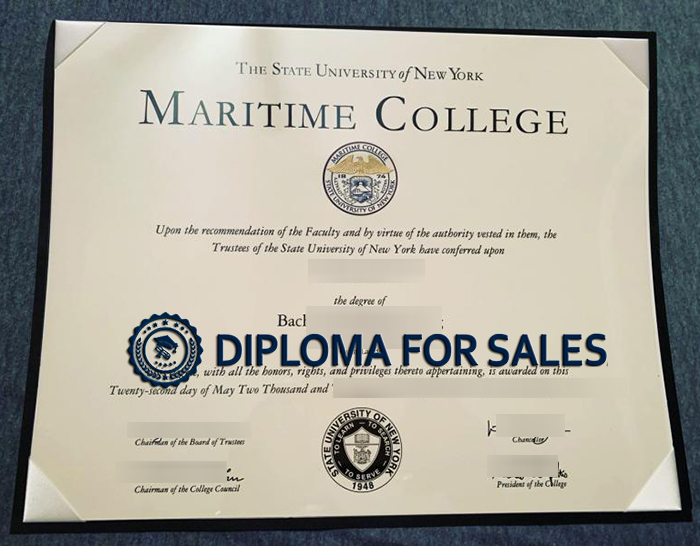 THE STATE UNIVERSITY of NEW YORK
MARITIME COLLEGE
MARITIME COLLEGE
1874
STATE UNIVERSITY OF NEW YORK
Upon the recommendation of the Faculty and by virtue of the authority vested in them, the
Trustees of the State University of New York have conferred upon
the degree of
Bach
DIPLOMA FOR SALES
, with all the honors, rights, and privileges thereto appertaining, is awarded on this
Twenty-second day of May Two Thousand and
STATE UNIVERSITY OF NEW YORK
TO LEARN — TO SEARCH
TO SERVE
1948
Chairman of the Board of Trustees
Chancellor
Chairman of the College Council
President of the College